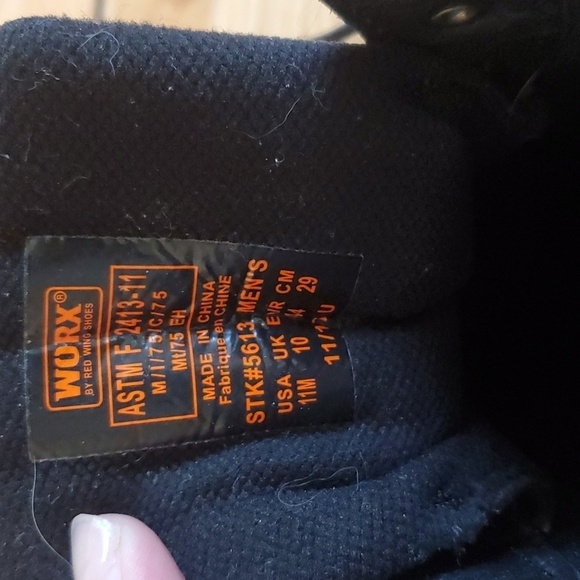 WORX®
BY RED WING SHOES
ASTM F 2413-11
M/I/75/C/75
Mt/75 EH
MADE IN CHINA
Fabrique en CHINE
STK#5613 MEN'S
USA UK EUR CM
11M 10 29